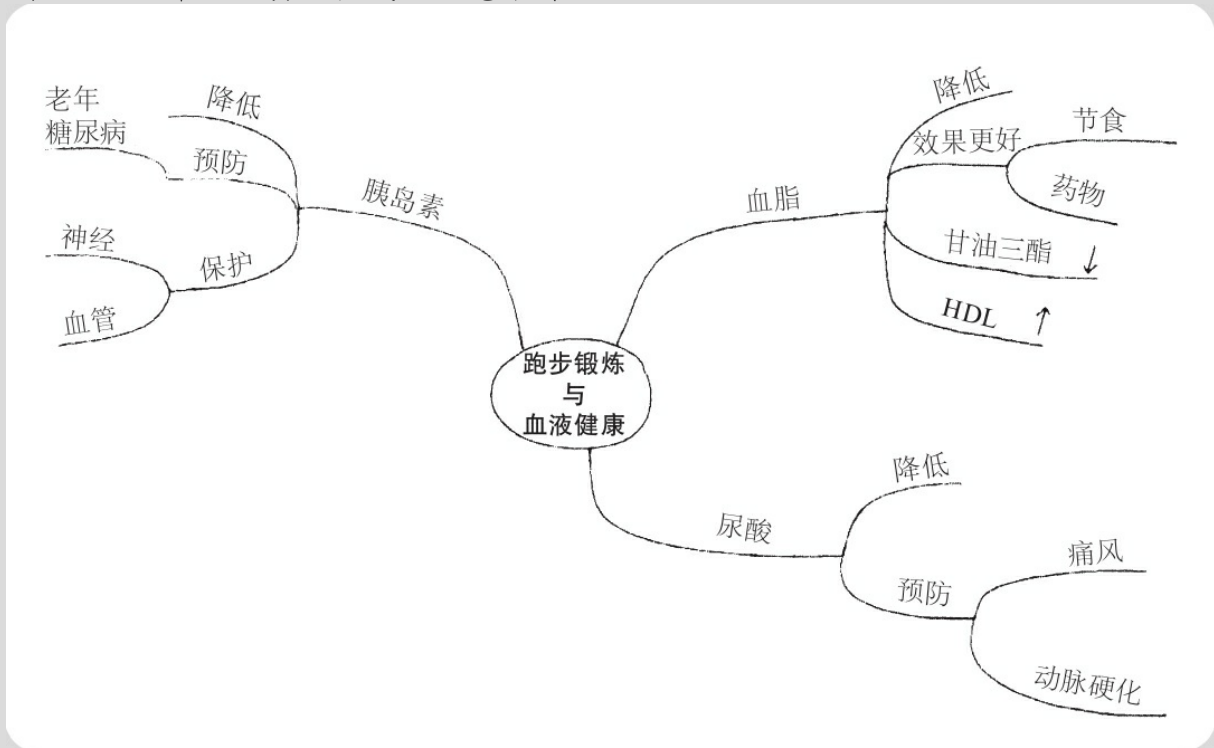 跑步锻炼
与
血液健康
血脂
降低
效果更好
节食
药物
甘油三酯 ↓
HDL ↑
尿酸
降低
预防
痛风
动脉硬化
胰岛素
降低
预防
老年
糖尿病
保护
神经
血管